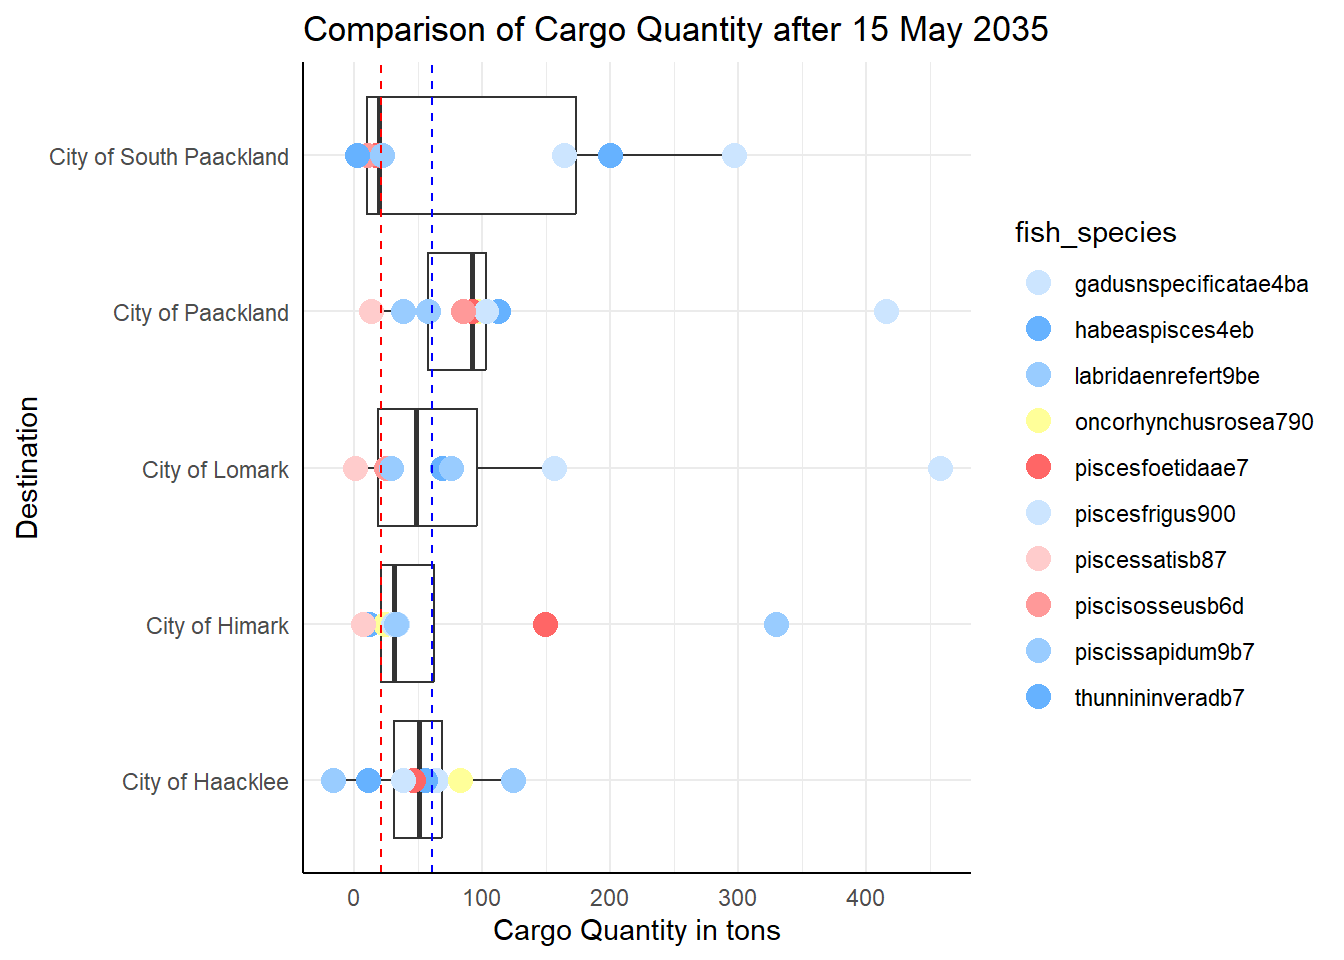 Comparison of Cargo Quantity after 15 May 2035
Destination
City of South Paackland
City of Paackland
City of Lomark
City of Himark
City of Haacklee
0 100 200 300 400
Cargo Quantity in tons
fish_species
gadusnspecificatae4ba
habeaspisces4eb
labridaenrefert9be
oncorhynchusrosea790
piscesfoetidaae7
piscesfrigus900
piscessatisb87
piscisosseusb6d
piscissapidum9b7
thunnininveradb7